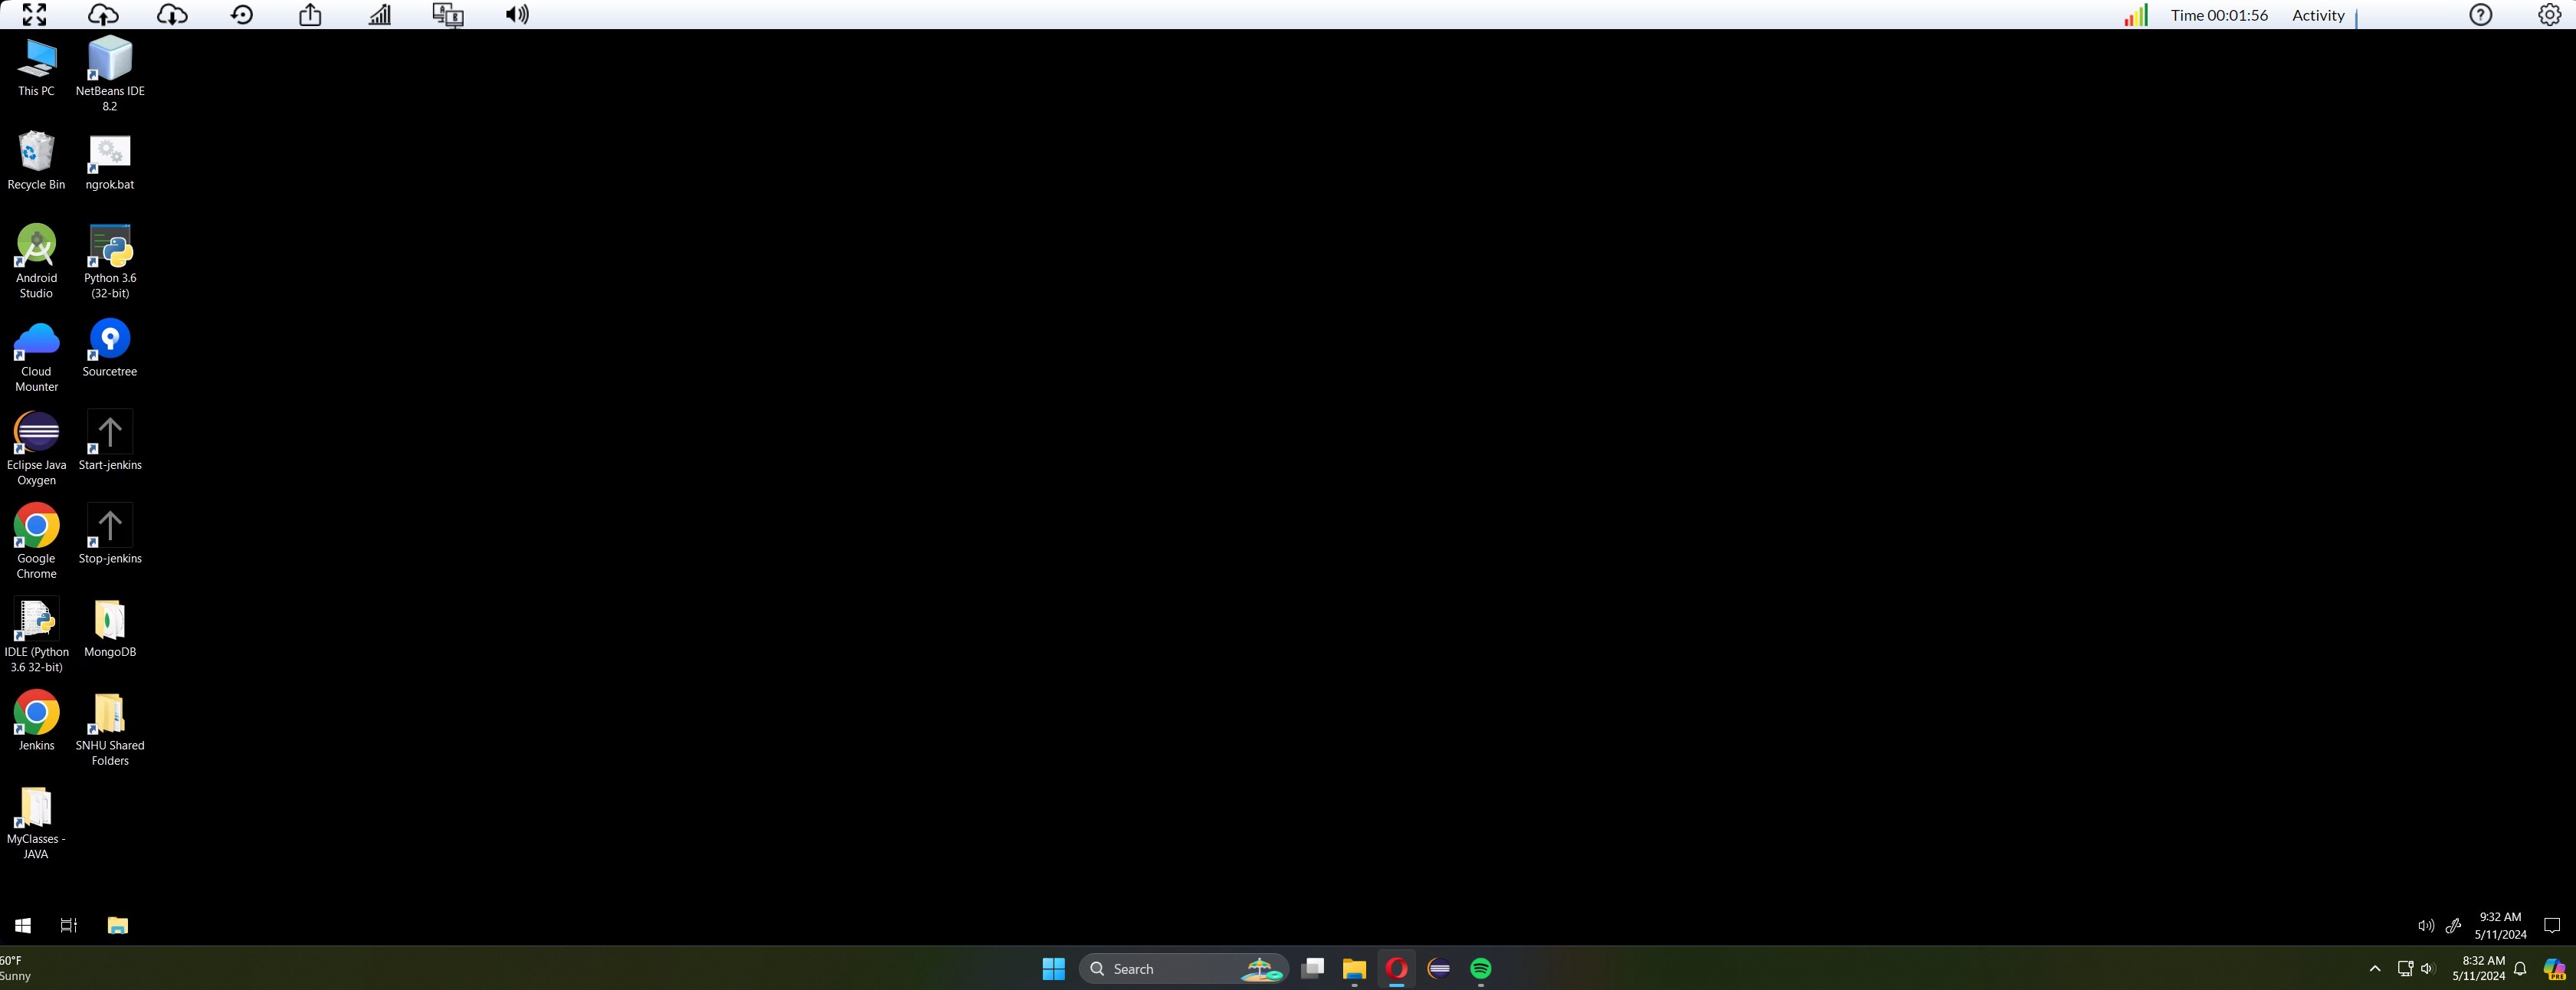 Time 00:01:56 Activity
This PC
NetBeans IDE
8.2
Recycle Bin
ngrok.bat
Android
Studio
Python 3.6
(32-bit)
Cloud
Mounter
Sourcetree
Eclipse Java
Oxygen
Start-jenkins
Google
Chrome
Stop-jenkins
IDLE (Python
3.6 32-bit)
MongoDB
Jenkins
SNHU Shared
Folders
MyClasses -
JAVA
9:32 AM
5/11/2024
60°F
Sunny
Search
8:32 AM
5/11/2024
PRE